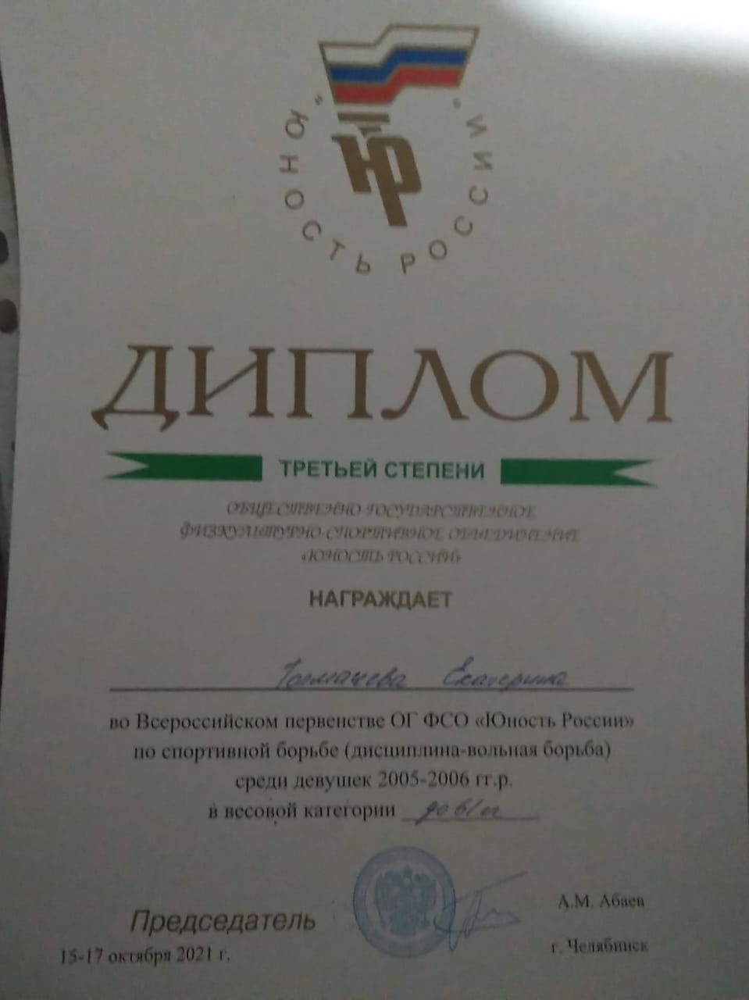 «ЮНОСТЬ РОССИИ»
ЮР
ДИПЛОМ
ТРЕТЬЕЙ СТЕПЕНИ
ОБЩЕСТВЕННО-ГОСУДАРСТВЕННОЕ
ФИЗКУЛЬТУРНО-СПОРТИВНОЕ ОБЪЕДИНЕНИЕ
«ЮНОСТЬ РОССИИ»
НАГРАЖДАЕТ
Толмачева Екатерина
во Всероссийском первенстве ОГ ФСО «Юность России»
по спортивной борьбе (дисциплина-вольная борьба)
среди девушек 2005-2006 гг.р.
в весовой категории до 61 кг
А.М. Абаев
Председатель
15-17 октября 2021 г.
г. Челябинск